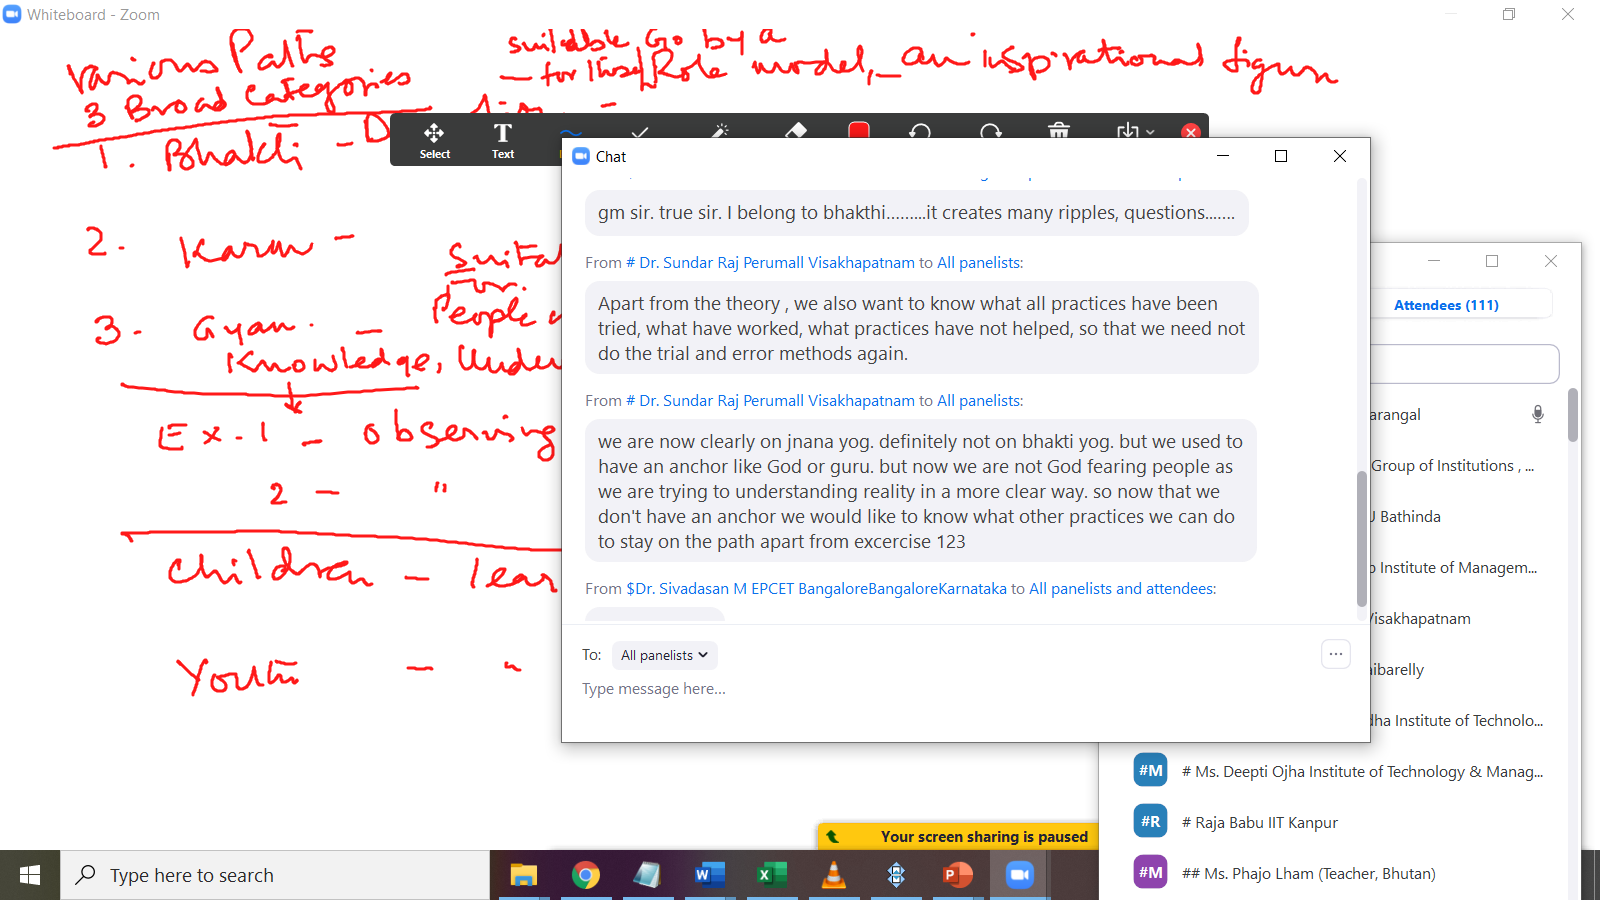 Whiteboard - Zoom
Various Paths
3 Broad Categories
suitable Go by a
— for those Role model, — an inspirational figure
1. Bhakti - D
Select
Text
2. Karm -
3. Gyan. -
Knowledge, Unde
Suita
for
People
Ex-1 - observing
2 - "
Children - lear
Youth - "
Chat
gm sir. true sir. I belong to bhakthi.........it creates many ripples, questions.......
From # Dr. Sundar Raj Perumall Visakhapatnam to All panelists:
Apart from the theory , we also want to know what all practices have been
tried, what have worked, what practices have not helped, so that we need not
do the trial and error methods again.
From # Dr. Sundar Raj Perumall Visakhapatnam to All panelists:
we are now clearly on jnana yog. definitely not on bhakti yog. but we used to
have an anchor like God or guru. but now we are not God fearing people as
we are trying to understanding reality in a more clear way. so now that we
don't have an anchor we would like to know what other practices we can do
to stay on the path apart from excercise 123
From $Dr. Sivadasan M EPCET BangaloreBangaloreKarnataka to All panelists and attendees:
To: All panelists
Type message here...
Attendees (111)
arangal
Group of Institutions , ...
J Bathinda
o Institute of Managem...
/isakhapatnam
aibarelly
dha Institute of Technolo...
#M # Ms. Deepti Ojha Institute of Technology & Manag...
#R # Raja Babu IIT Kanpur
#M ## Ms. Phajo Lham (Teacher, Bhutan)
Your screen sharing is paused
Type here to search